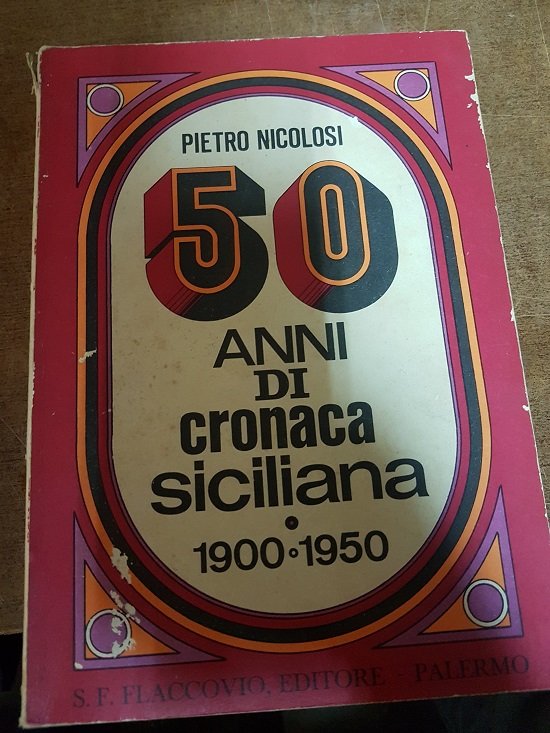 PIETRO NICOLOSI
50
ANNI
DI
cronaca
siciliana
1900·1950
S. F. FLACCOVIO, EDITORE - PALERMO